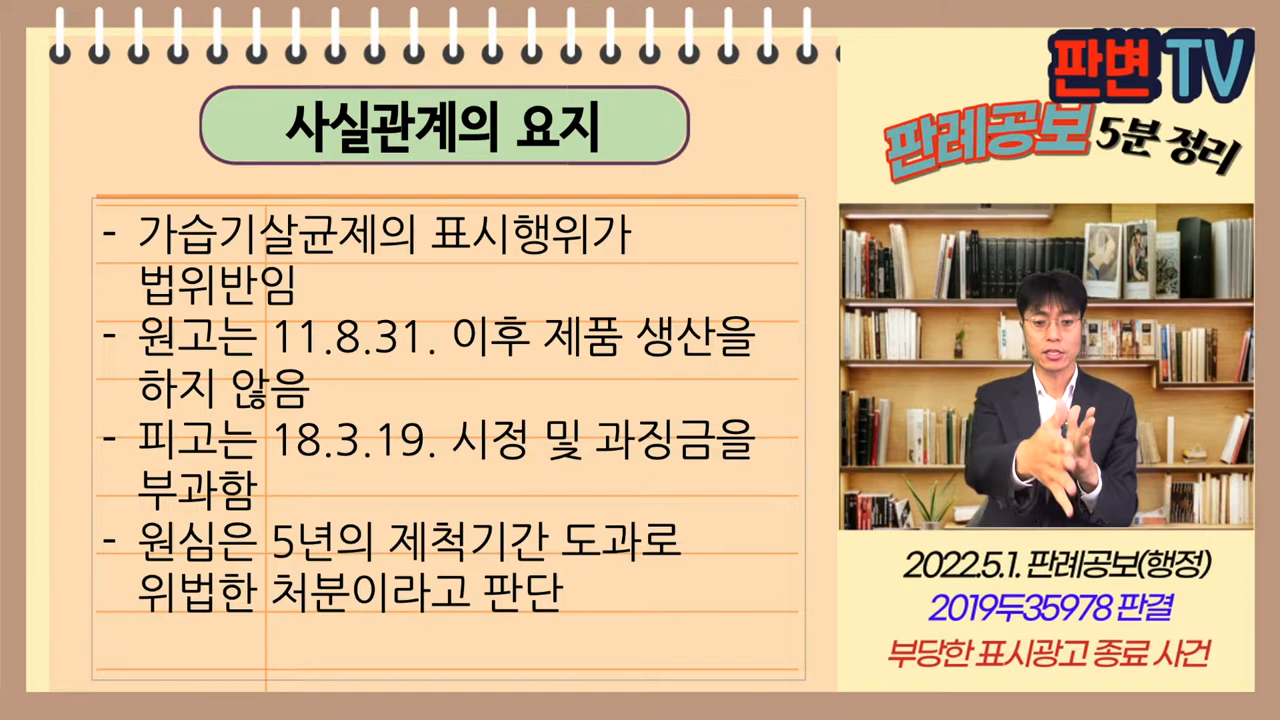 사실관계의 요지
- 가습기살균제의 표시행위가
법위반임
- 원고는 11.8.31. 이후 제품 생산을
하지 않음
- 피고는 18.3.19. 시정 및 과징금을
부과함
- 원심은 5년의 제척기간 도과로
위법한 처분이라고 판단
판변 TV
판례공보 5분 정리
2022.5.1. 판례공보(행정)
2019두35978 판결
부당한 표시광고 종료 사건